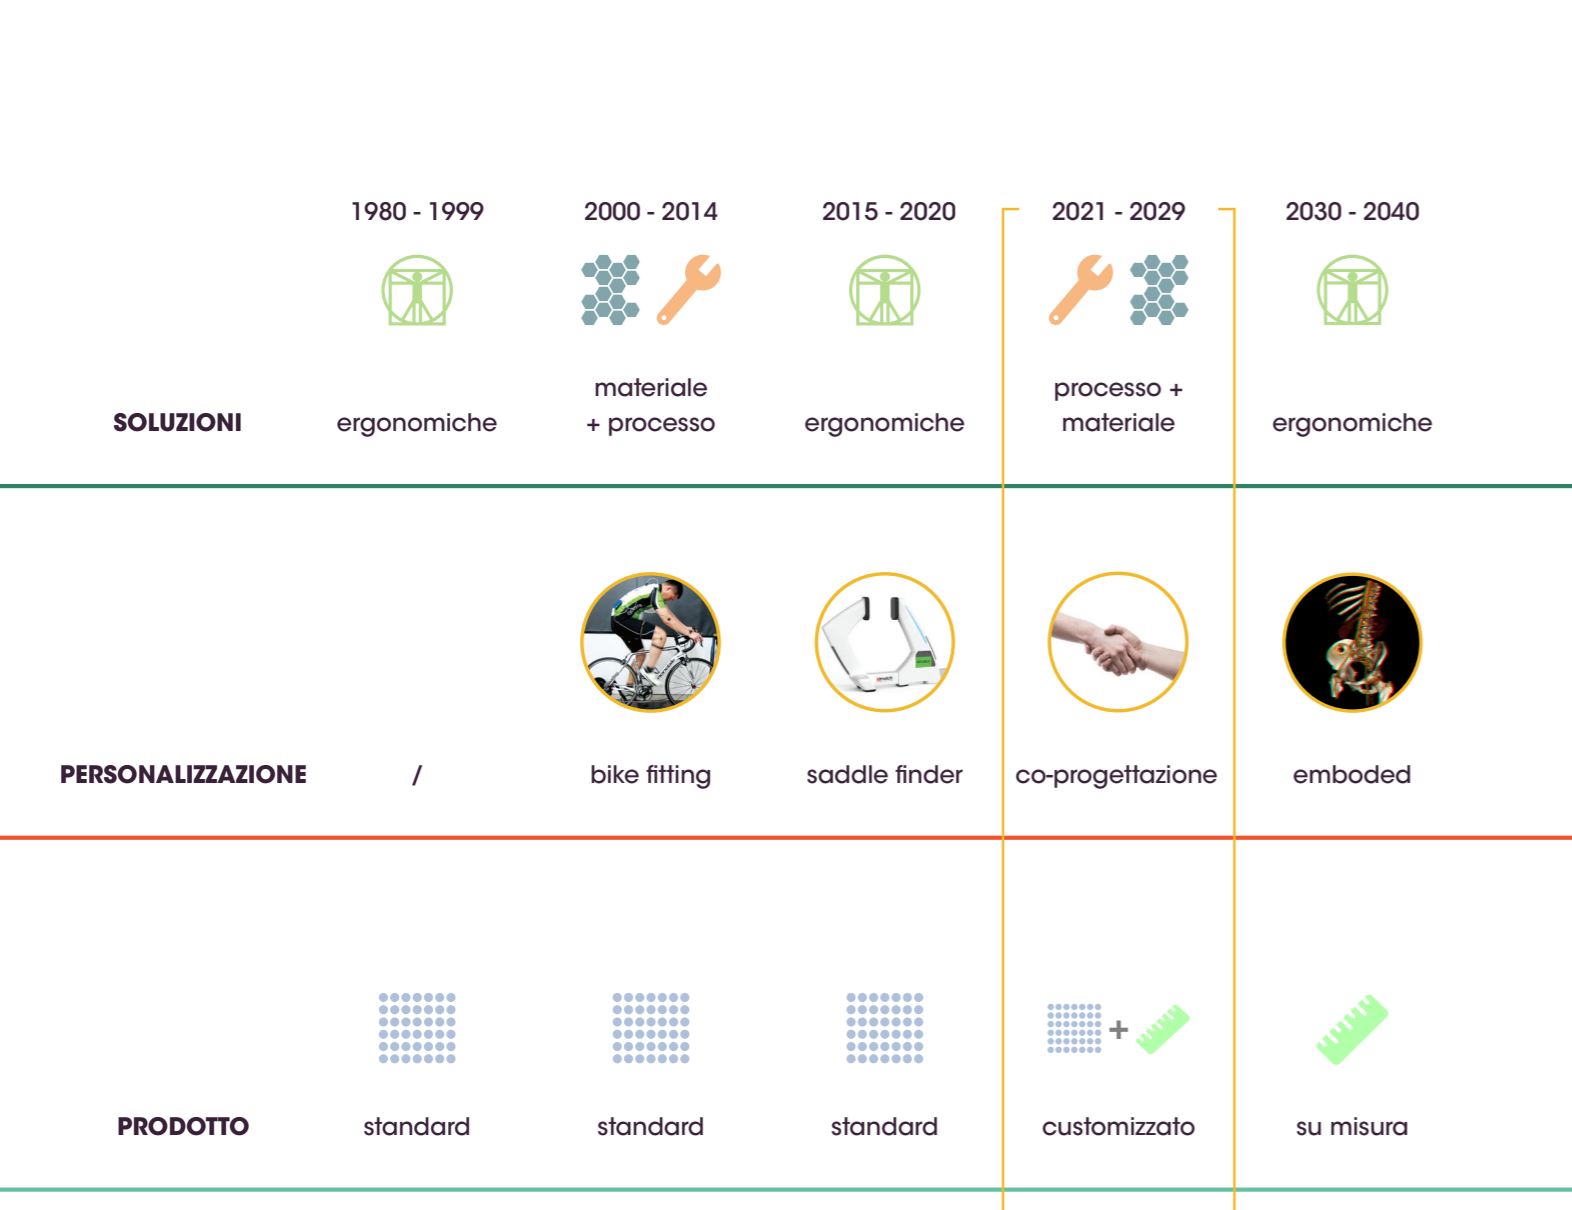 1980 - 1999 2000 - 2014 2015 - 2020 2021 - 2029 2030 - 2040
materiale processo +
SOLUZIONI ergonomiche + processo ergonomiche materiale ergonomiche
PERSONALIZZAZIONE / bike fitting saddle finder co-progettazione emboded
+
PRODOTTO standard standard standard customizzato su misura